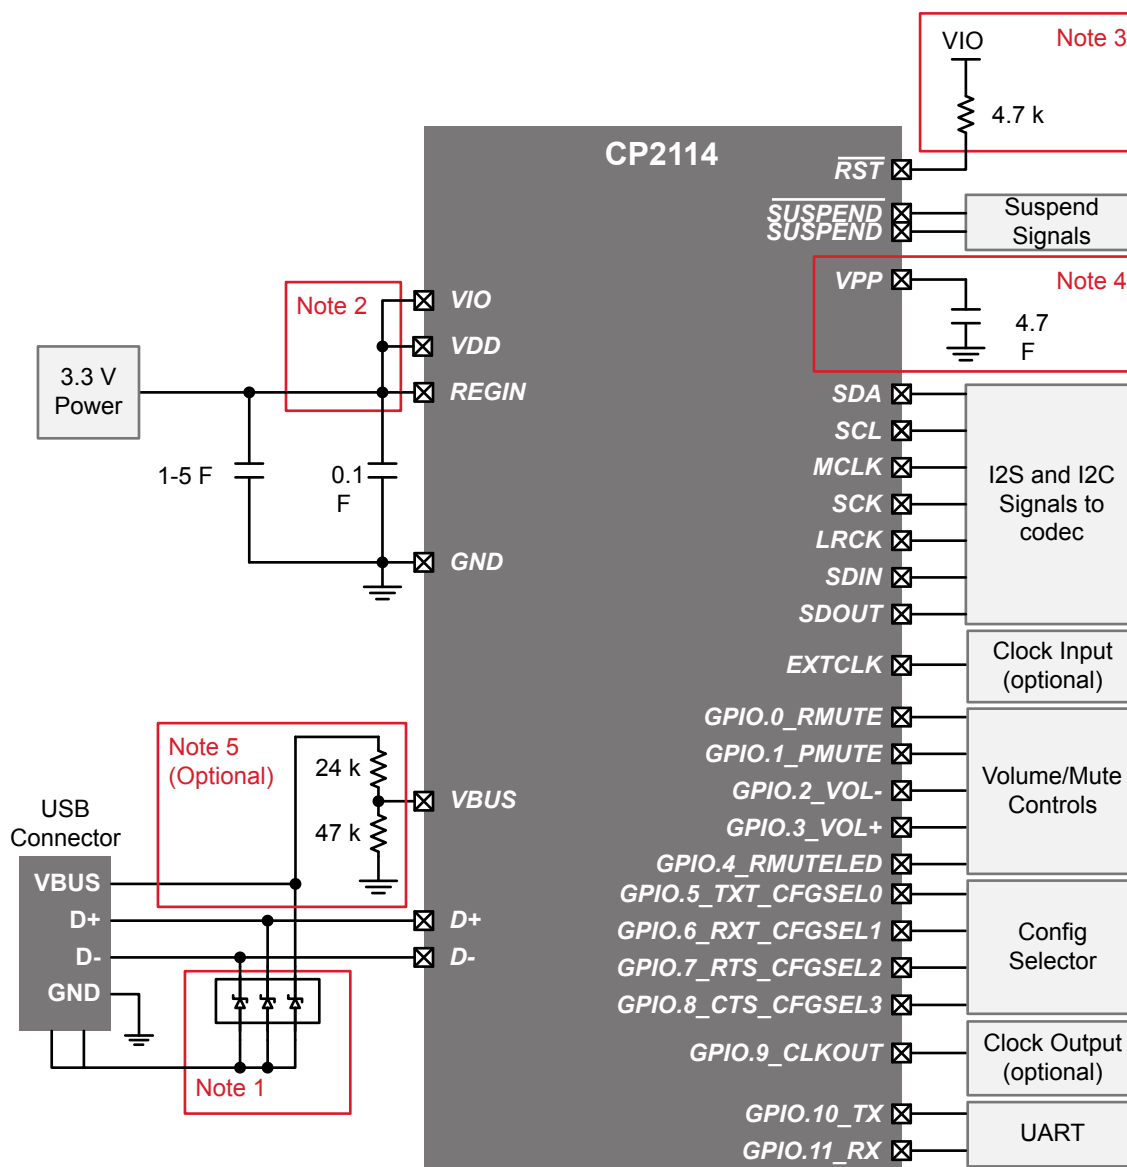 VIO
Note 3
4.7 k
CP2114
RST
SUSPEND
SUSPEND
Suspend
Signals
VPP
Note 4
4.7
F
Note 2
VIO
VDD
REGIN
3.3 V
Power
1-5 F
0.1
F
GND
SDA
SCL
MCLK
SCK
LRCK
SDIN
SDOUT
I2S and I2C
Signals to
codec
EXTCLK
Clock Input
(optional)
GPIO.0_RMUTE
GPIO.1_PMUTE
GPIO.2_VOL-
GPIO.3_VOL+
GPIO.4_RMUTELED
Volume/Mute
Controls
Note 5
(Optional)
24 k
47 k
VBUS
USB
Connector
VBUS
D+
D-
GND
D+
D-
Note 1
GPIO.5_TXT_CFGSEL0
GPIO.6_RXT_CFGSEL1
GPIO.7_RTS_CFGSEL2
GPIO.8_CTS_CFGSEL3
Config
Selector
GPIO.9_CLKOUT
Clock Output
(optional)
GPIO.10_TX
GPIO.11_RX
UART